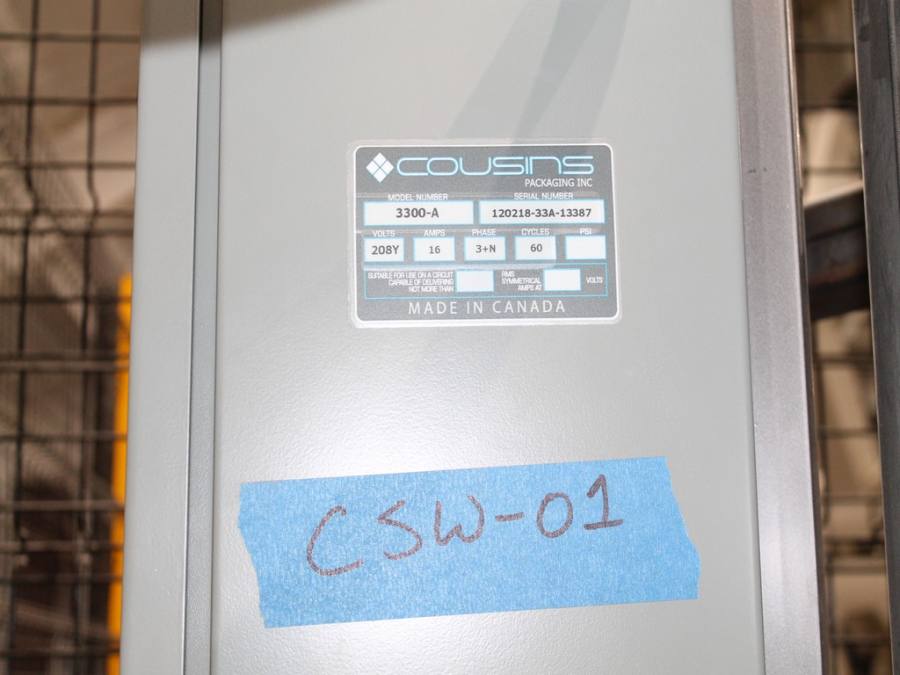 COUSINS
PACKAGING INC
MODEL NUMBER SERIAL NUMBER
3300-A 120218-33A-13387
VOLTS AMPS PHASE CYCLES PSI
208Y 16 3+N 60
SUITABLE FOR USE ON A CIRCUIT
CAPABLE OF DELIVERING
NOT MORE THAN
RMS
SYMMETRICAL
AMPS AT
VOLTS
MADE IN CANADA
CSW-01